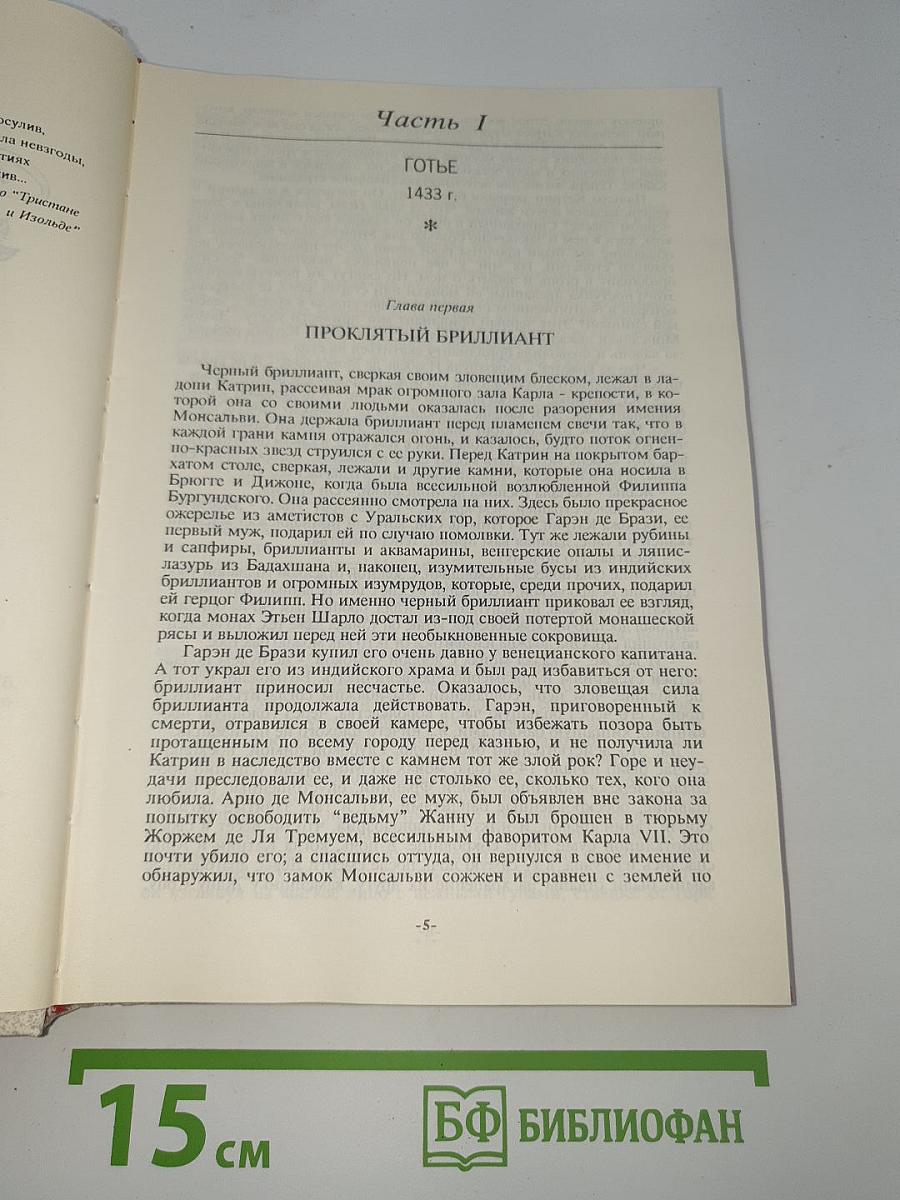 осулив,
ла невзгоды,
тиях
ив...
о "Тристане
и Изольде"
Часть I
ГОТЬЕ
1433 г.
*
Глава первая
ПРОКЛЯТЫЙ БРИЛЛИАНТ
Черный бриллиант, сверкая своим зловещим блеском, лежал в ла-
дони Катрин, рассеивая мрак огромного зала Карла - крепости, в ко-
торой она со своими людьми оказалась после разорения имения
Монсальви. Она держала бриллиант перед пламенем свечи так, что в
каждой грани камня отражался огонь, и казалось, будто поток огнен-
но-красных звезд струился с ее руки. Перед Катрин на покрытом бар-
хатом столе, сверкая, лежали и другие камни, которые она носила в
Брюгге и Дижоне, когда была всесильной возлюбленной Филиппа
Бургундского. Она рассеянно смотрела на них. Здесь было прекрасное
ожерелье из аметистов с Уральских гор, которое Гарэн де Брази, ее
первый муж, подарил ей по случаю помолвки. Тут же лежали рубины
и сапфиры, бриллианты и аквамарины, венгерские опалы и ляпис-
лазурь из Бадахшана и, наконец, изумительные бусы из индийских
бриллиантов и огромных изумрудов, которые, среди прочих, подарил
ей герцог Филипп. Но именно черный бриллиант приковал ее взгляд,
когда монах Этьен Шарло достал из-под своей потертой монашеской
рясы и выложил перед ней эти необыкновенные сокровища.
Гарэн де Брази купил его очень давно у венецианского капитана.
А тот украл его из индийского храма и был рад избавиться от него:
бриллиант приносил несчастье. Оказалось, что зловещая сила
бриллианта продолжала действовать. Гарэн, приговоренный к
смерти, отравился в своей камере, чтобы избежать позора быть
протащенным по всему городу перед казнью, и не получила ли
Катрин в наследство вместе с камнем тот же злой рок? Горе и неу-
дачи преследовали ее, и даже не столько ее, сколько тех, кого она
любила. Арно де Монсальви, ее муж, был объявлен вне закона за
попытку освободить “ведьму” Жанну и был брошен в тюрьму
Жоржем де Ля Тремуем, всесильным фаворитом Карла VII. Это
почти убило его; а спасшись оттуда, он вернулся в свое имение и
обнаружил, что замок Монсальви сожжен и сравнен с землей по
-5-
15 см
БФ БИБЛИОФАН